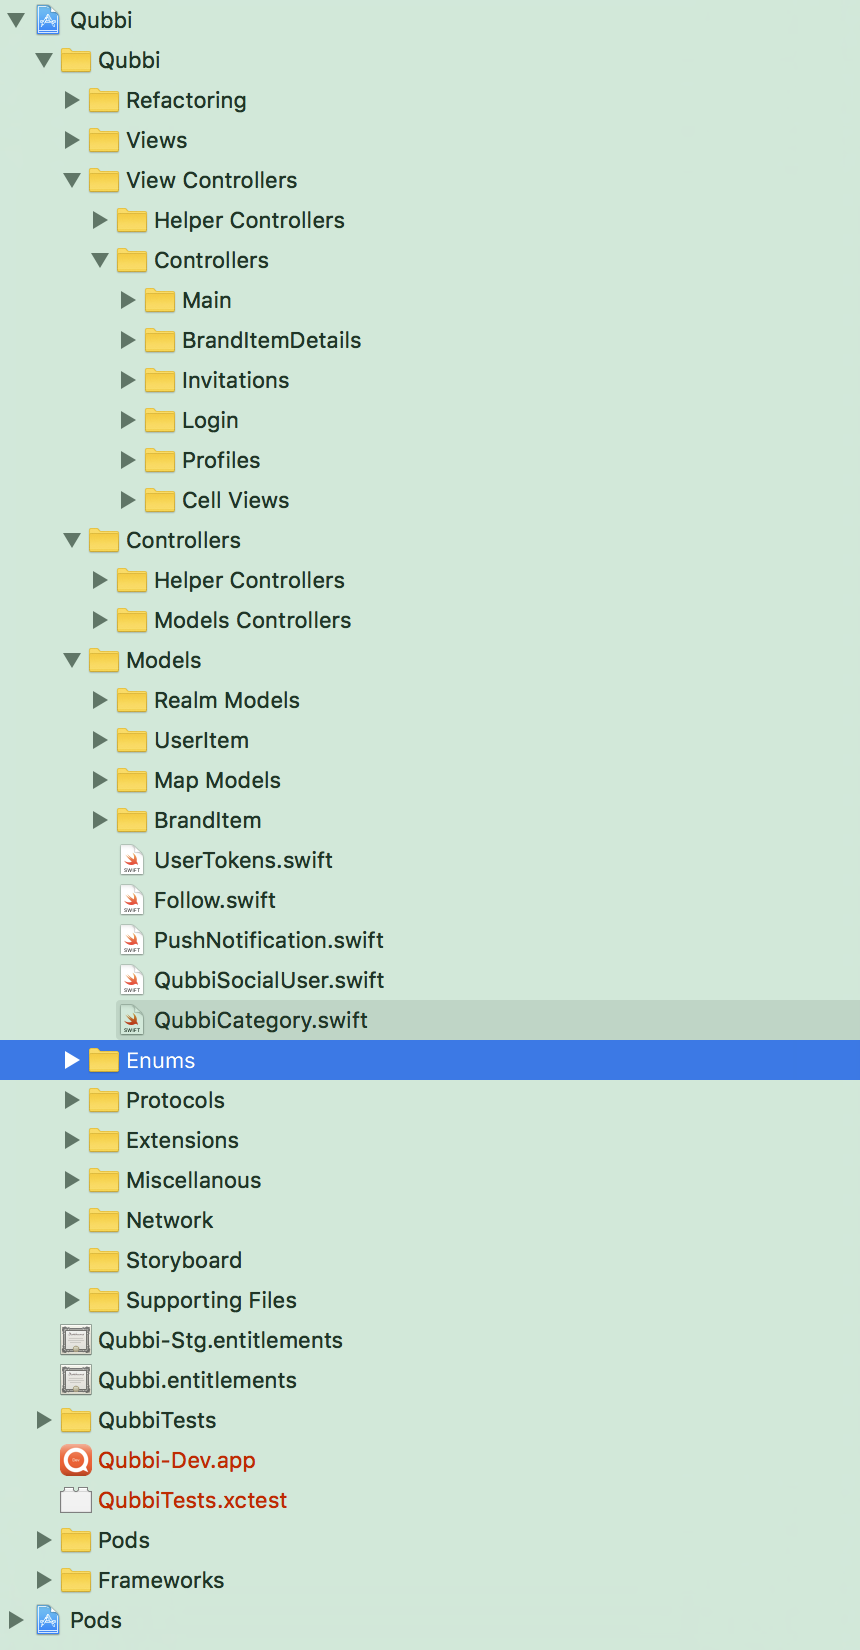 Qubbi
Qubbi
Refactoring
Views
View Controllers
Helper Controllers
Controllers
Main
BrandItemDetails
Invitations
Login
Profiles
Cell Views
Controllers
Helper Controllers
Models Controllers
Models
Realm Models
UserItem
Map Models
BrandItem
UserTokens.swift
Follow.swift
PushNotification.swift
QubbiSocialUser.swift
QubbiCategory.swift
Enums
Protocols
Extensions
Miscellanous
Network
Storyboard
Supporting Files
Qubbi-Stg.entitlements
Qubbi.entitlements
QubbiTests
Qubbi-Dev.app
QubbiTests.xctest
Pods
Frameworks
Pods